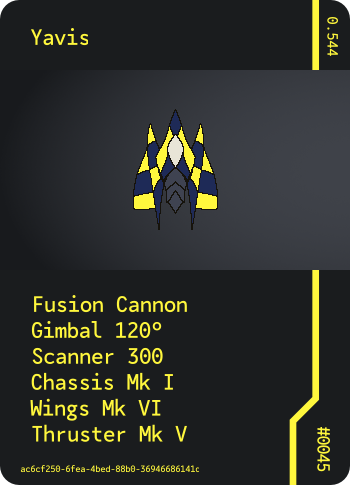 Yavis
0.544
Fusion Cannon
Gimbal 120°
Scanner 300
Chassis Mk I
Wings Mk VI
Thruster Mk V
#0045
ac6cf250-6fea-4bed-88b0-36946686141c